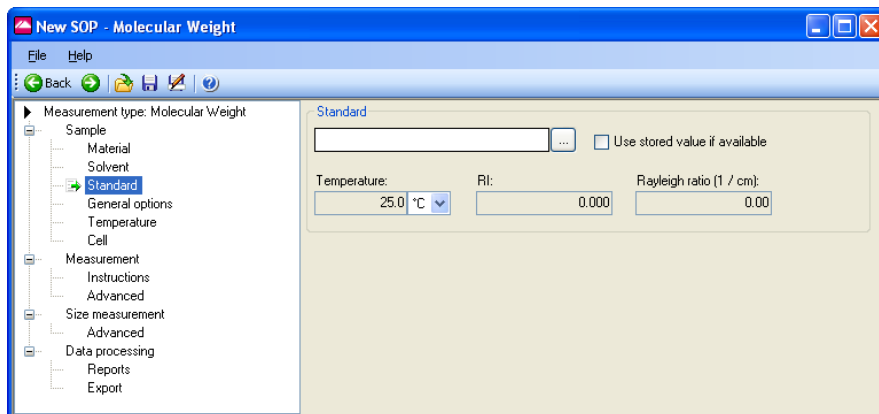 New SOP - Molecular Weight
File Help
Back
Measurement type: Molecular Weight
Sample
Material
Solvent
Standard
General options
Temperature
Cell
Measurement
Instructions
Advanced
Size measurement
Advanced
Data processing
Reports
Export
Standard
... Use stored value if available
Temperature: RI: Rayleigh ratio (1 / cm):
25.0 °C 0.000 0.00